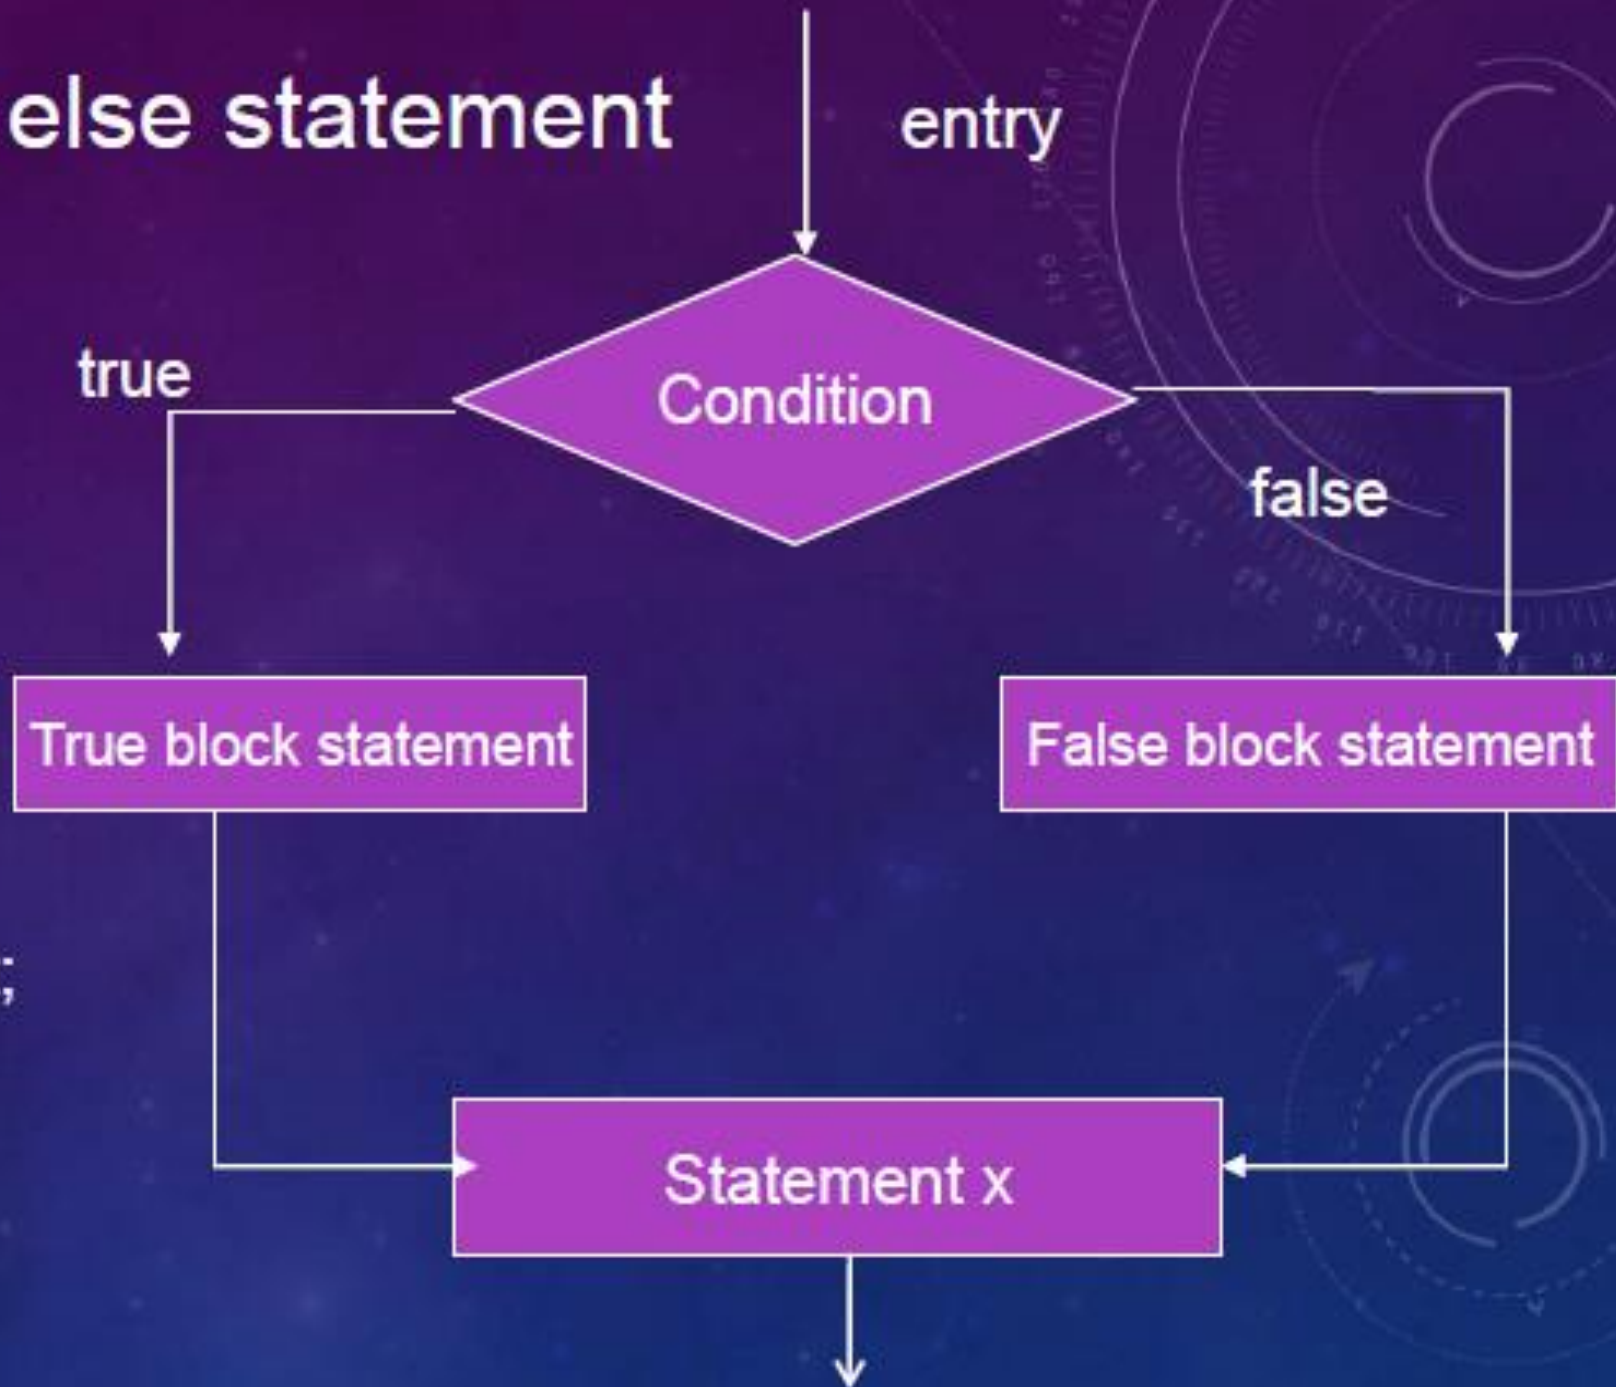 else statement
entry
true
Condition
false
True block statement
False block statement
;
Statement x